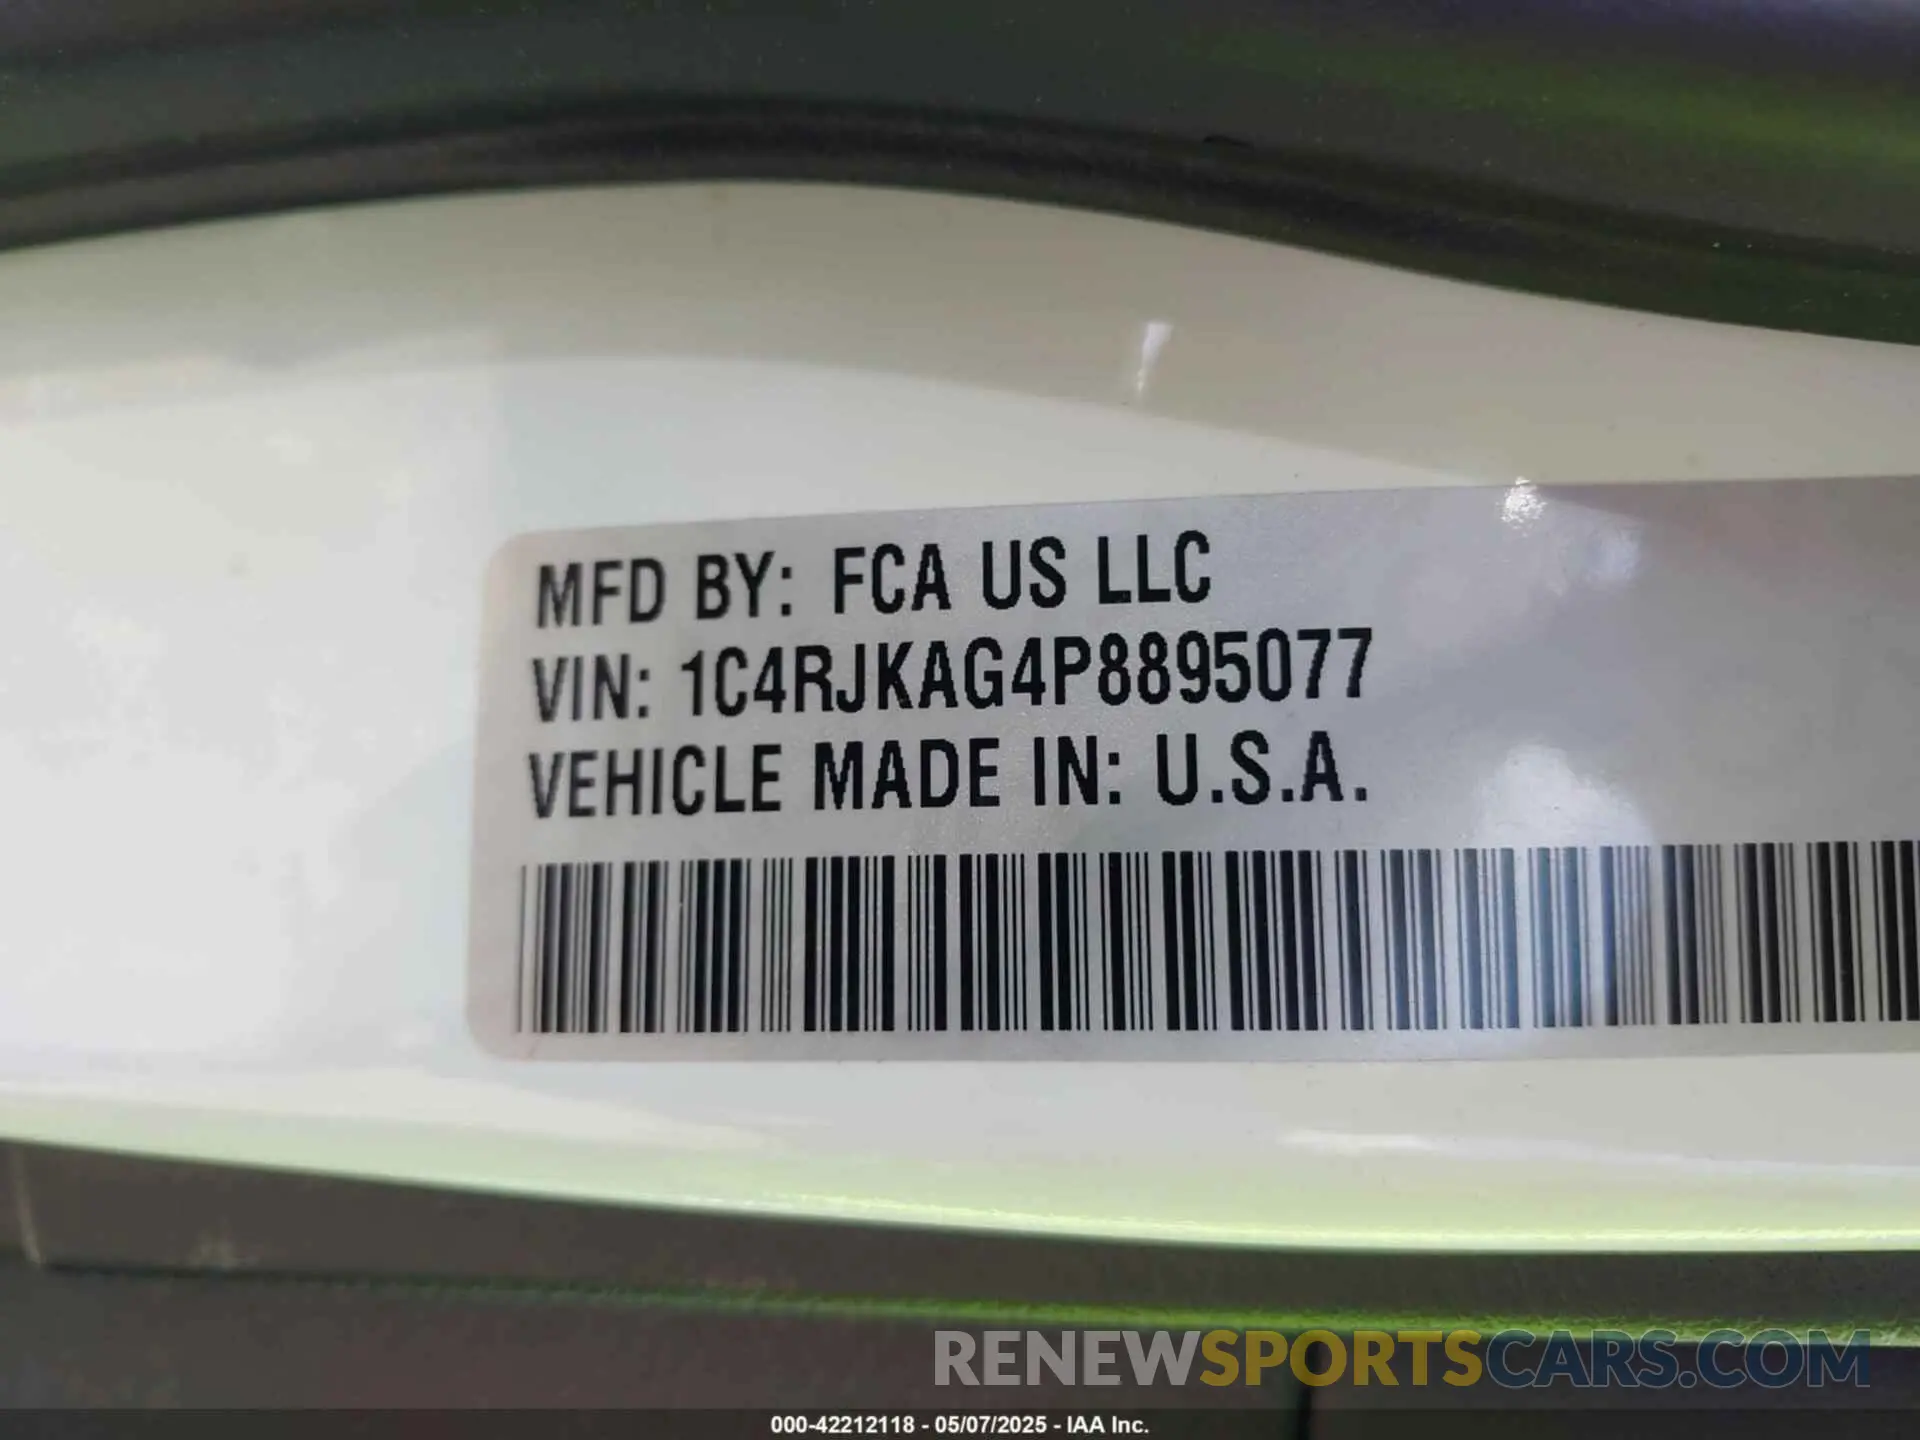 MFD BY: FCA US LLC
VIN: 1C4RJKAG4P8895077
VEHICLE MADE IN: U.S.A.
RENEWSPORTSCARS.COM
000-42212118 - 05/07/2025 - IAA Inc.